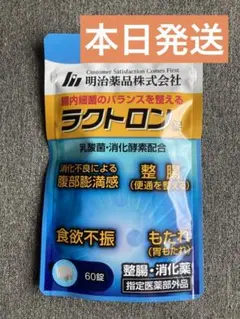 本日発送
Customer Satisfaction Comes First
明治薬品株式会社
腸内細菌のバランスを整える
ラクトロン錠
乳酸菌・消化酵素配合
消化不良による
腹部膨満感
整腸
(便通を整える)
食欲不振
もたれ
(胃もたれ)
60錠
整腸・消化薬
指定医薬部外品